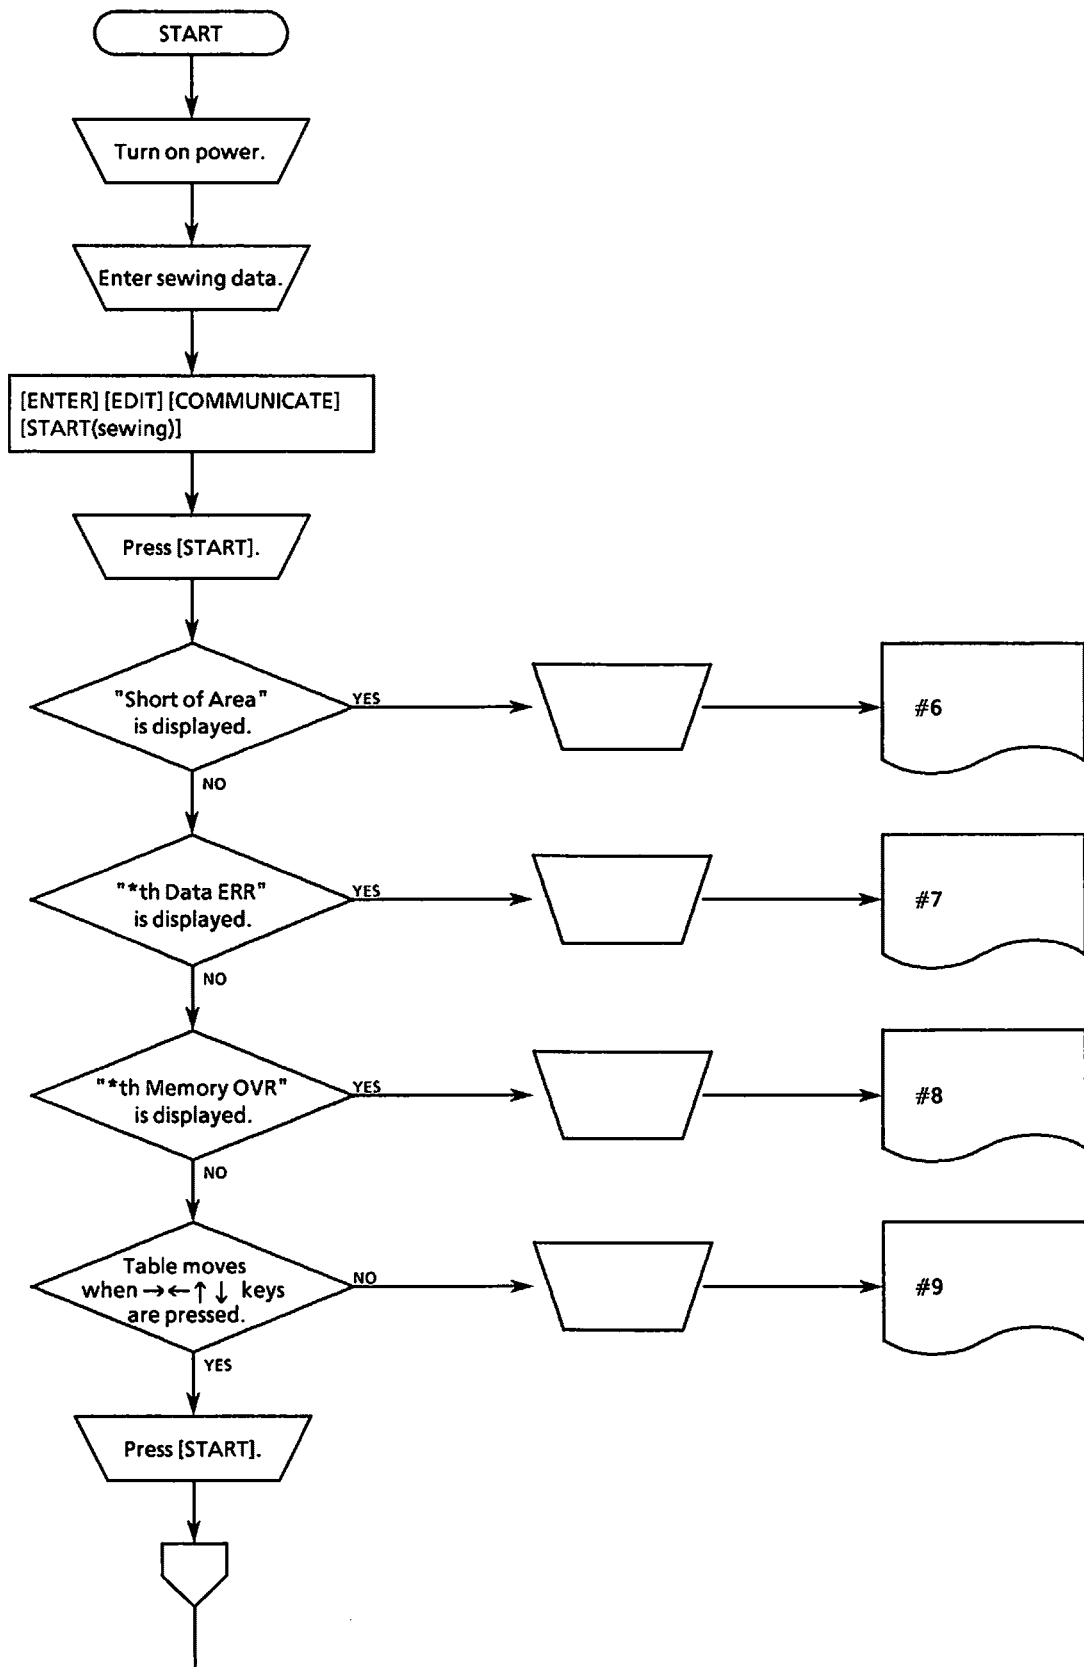 START
Turn on power.
Enter sewing data.
[ENTER] [EDIT] [COMMUNICATE]
[START(sewing)]
Press [START].
"Short of Area"
is displayed.
YES
#6
NO
"*th Data ERR"
is displayed.
YES
#7
NO
"*th Memory OVR"
is displayed.
YES
#8
NO
Table moves
when →←↑↓ keys
are pressed.
NO
#9
YES
Press [START].